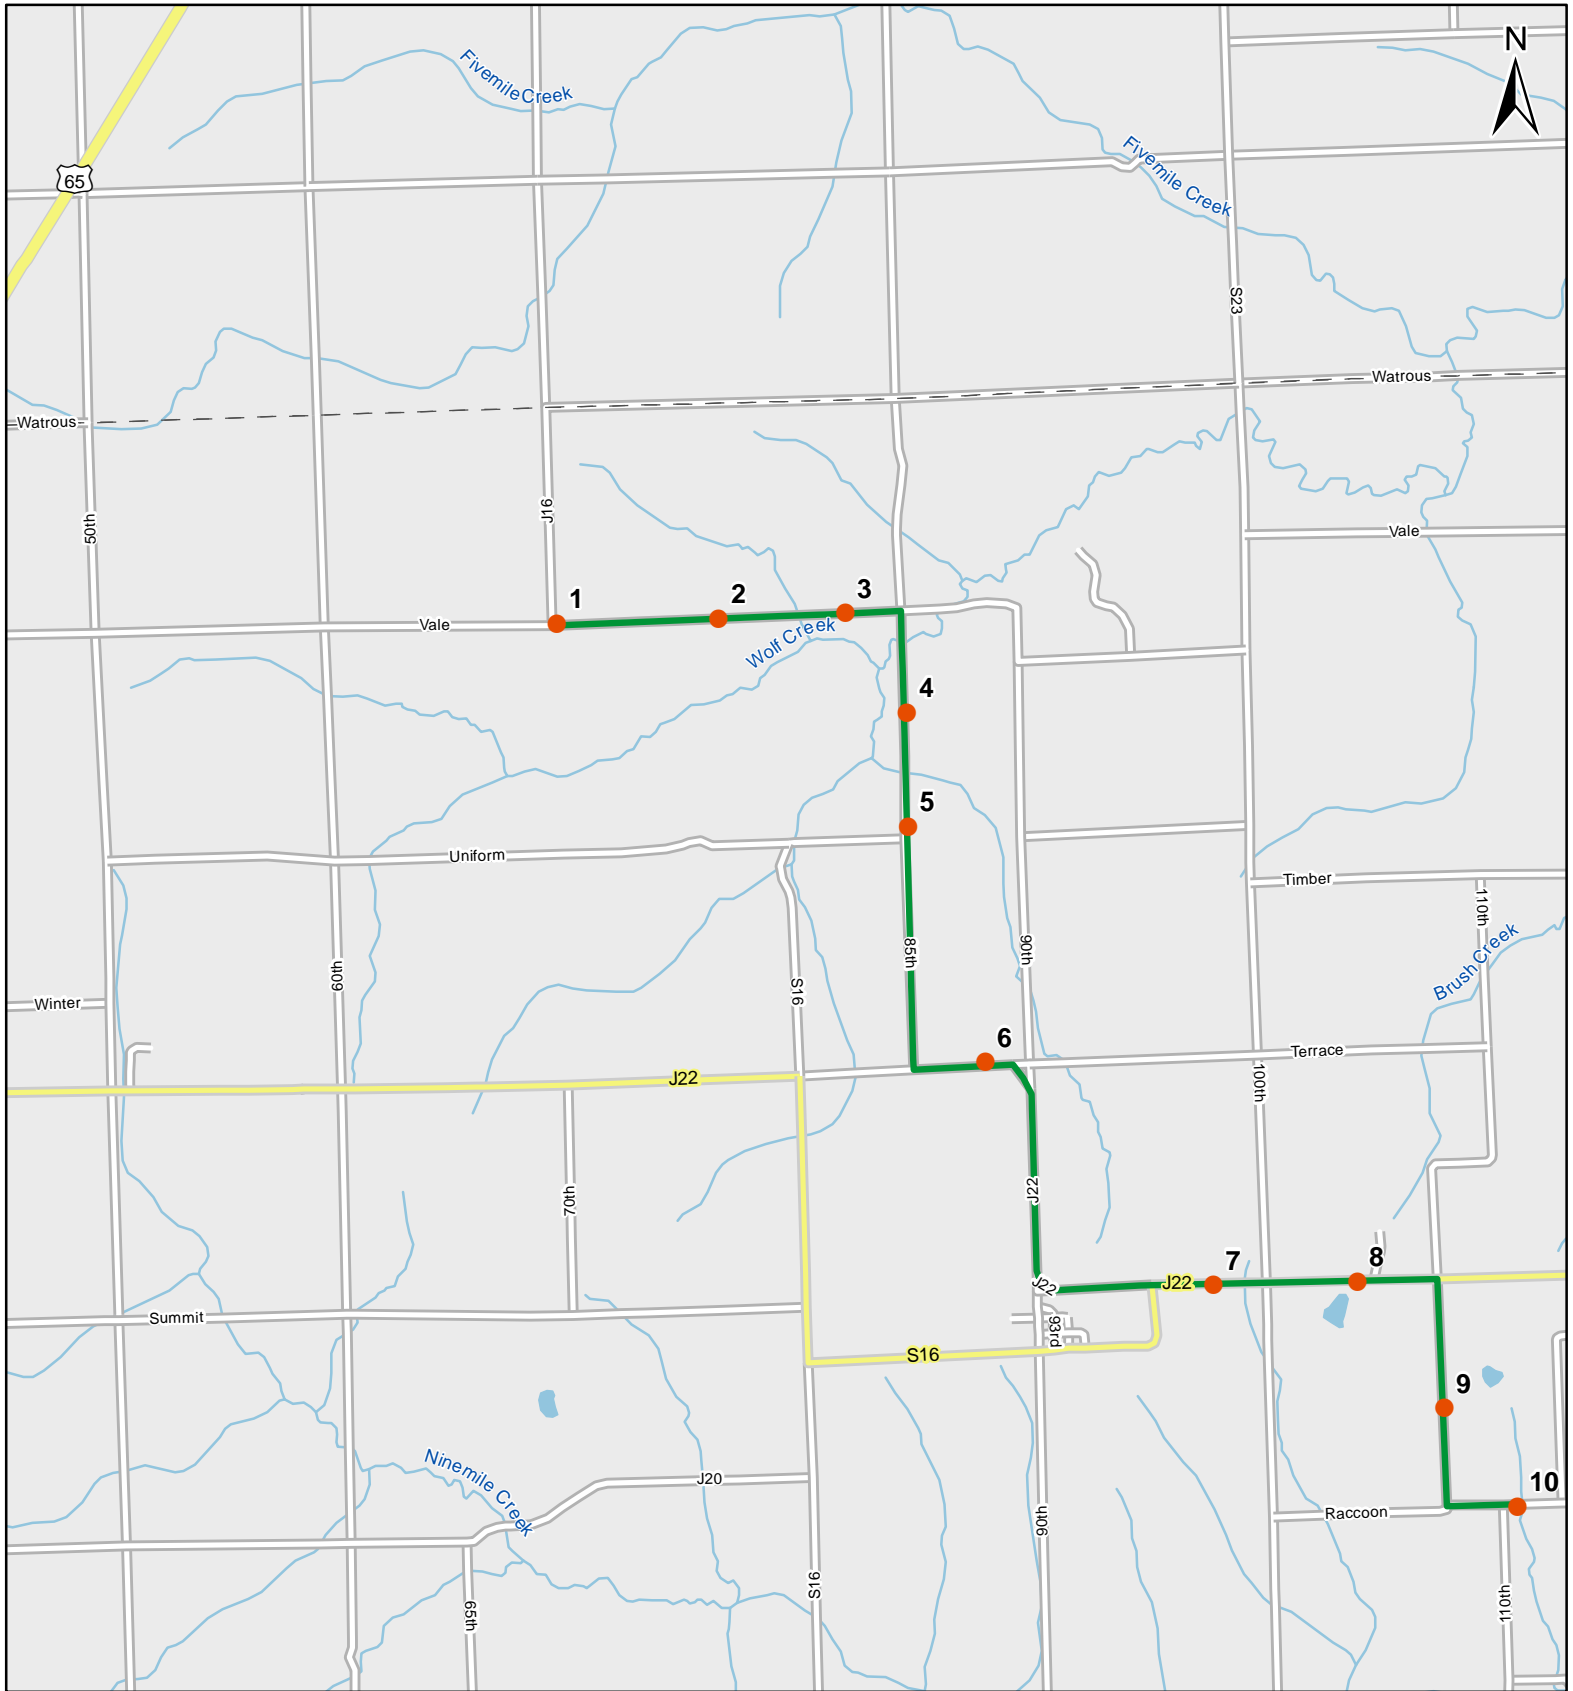 N
Fivemile Creek
Fivemile Creek
65
S23
Watrous
Watrous
J16
50th
Vale
1
2
3
Vale
Wolf Creek
4
5
Uniform
Timber
110th
85th
90th
Brush Creek
60th
S16
Winter
6
Terrace
J22
100th
70th
J22
7
8
J22
J22
Summit
93rd
S16
9
Ninemile Creek
J20
10
Raccoon
90th
S16
110th
65th